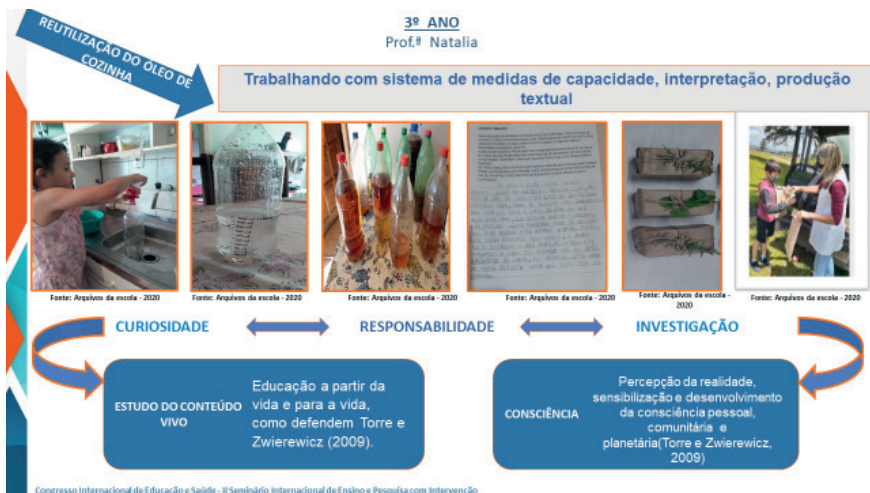 3º ANO
Prof.ª Natalia
REUTILIZAÇÃO DO ÓLEO DE
COZINHA
Trabalhando com sistema de medidas de capacidade, interpretação, produção
textual
Fonte: Arquivos da escola - 2020
Fonte: Arquivos da escola - 2020
Fonte: Arquivos da escola - 2020
Fonte: Arquivos da escola - 2020
Fonte: Arquivos da escola -
2020
Fonte: Arquivos da escola - 2020
CURIOSIDADE
RESPONSABILIDADE
INVESTIGAÇÃO
ESTUDO DO CONTEÚDO
VIVO
Educação a partir da
vida e para a vida,
como defendem Torre e
Zwierewicz (2009).
CONSCIÊNCIA
Percepção da realidade,
sensibilização e desenvolvimento
da consciência pessoal,
comunitária e
planetária(Torre e Zwierewicz,
2009)
Congresso Internacional de Educação e Saúde - II Seminário Internacional de Ensino e Pesquisa com Intervenção